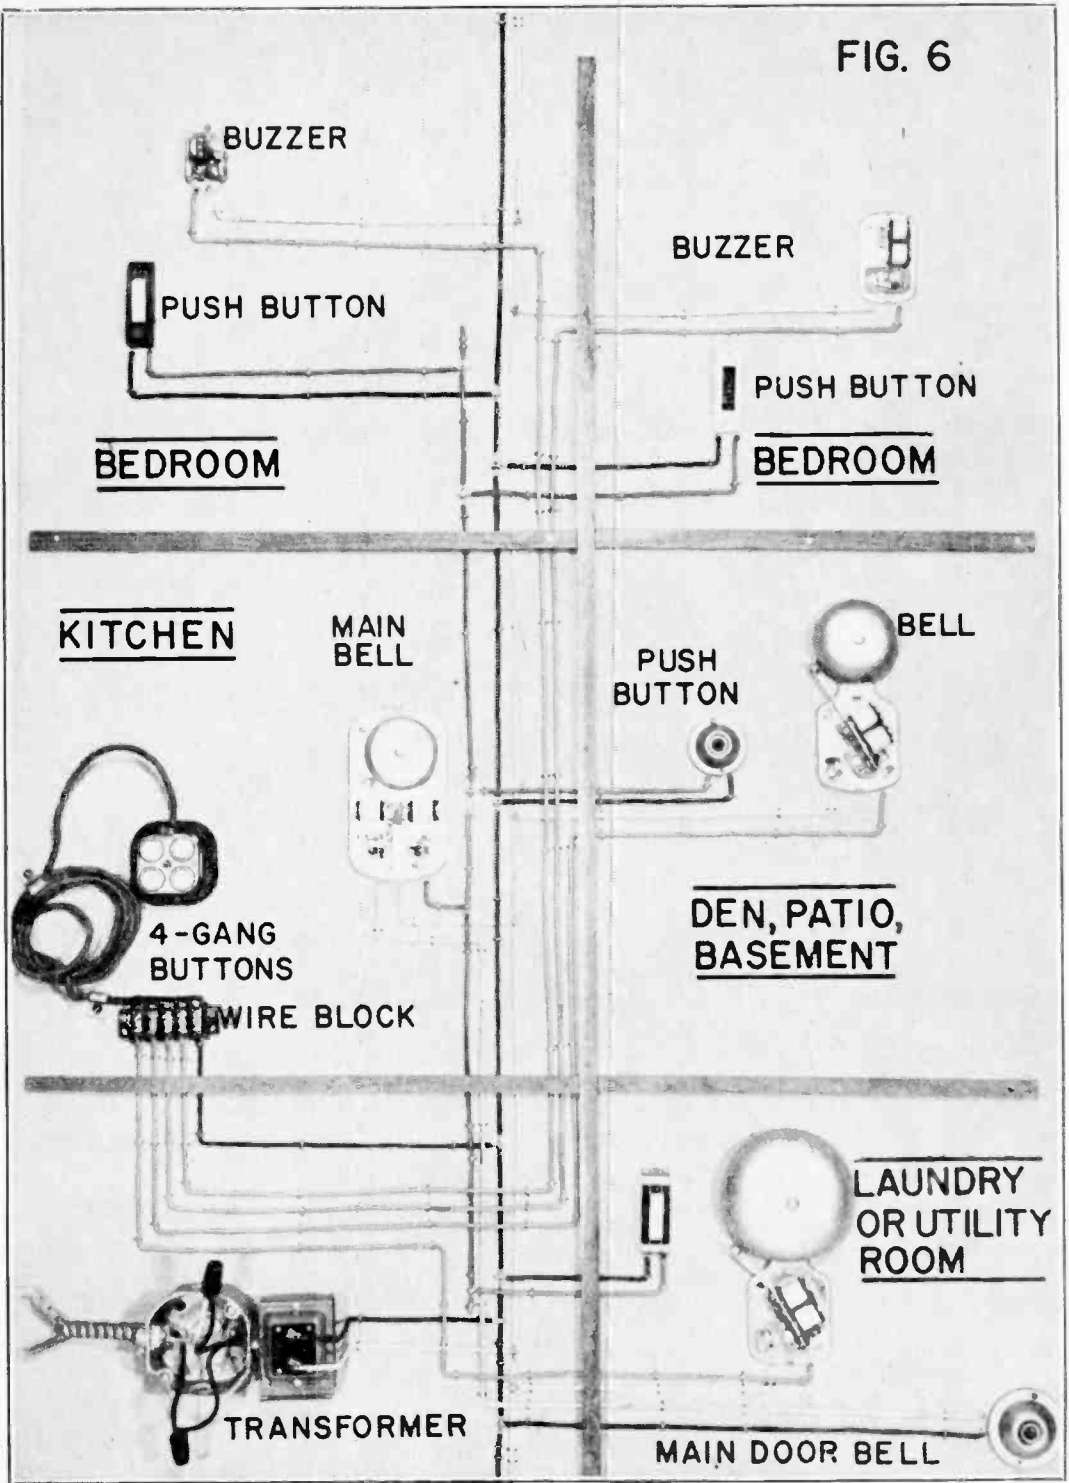 FIG. 6
BUZZER
BUZZER
PUSH BUTTON
PUSH BUTTON
BEDROOM
BEDROOM
KITCHEN
MAIN
BELL
PUSH
BUTTON
BELL
4-GANG
BUTTONS
WIRE BLOCK
DEN, PATIO,
BASEMENT
LAUNDRY
OR UTILITY
ROOM
TRANSFORMER
MAIN DOOR BELL